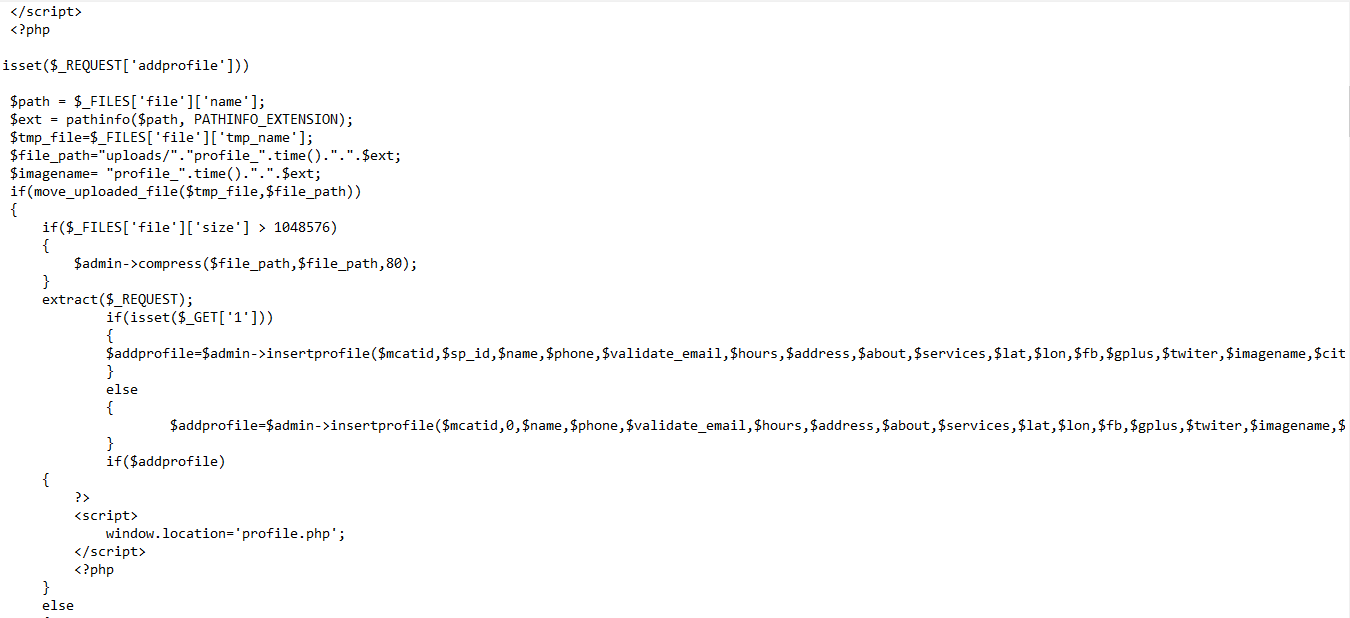 </script>
<?php
isset($_REQUEST['addprofile']))
$path = $_FILES['file']['name'];
$ext = pathinfo($path, PATHINFO_EXTENSION);
$tmp_file=$_FILES['file']['tmp_name'];
$file_path="uploads/"."profile_".time().".".$ext;
$imagename= "profile_".time().".".$ext;
if(move_uploaded_file($tmp_file,$file_path))
{
if($_FILES['file']['size'] > 1048576)
{
$admin->compress($file_path,$file_path,80);
}
extract($_REQUEST);
if(isset($_GET['1']))
{
$addprofile=$admin->insertprofile($mcatid,$sp_id,$name,$phone,$validate_email,$hours,$address,$about,$services,$lat,$lon,$fb,$gplus,$twiter,$imagename,$cit
}
else
{
$addprofile=$admin->insertprofile($mcatid,0,$name,$phone,$validate_email,$hours,$address,$about,$services,$lat,$lon,$fb,$gplus,$twiter,$imagename,$
}
if($addprofile)
{
?>
<script>
window.location='profile.php';
</script>
<?php
}
else